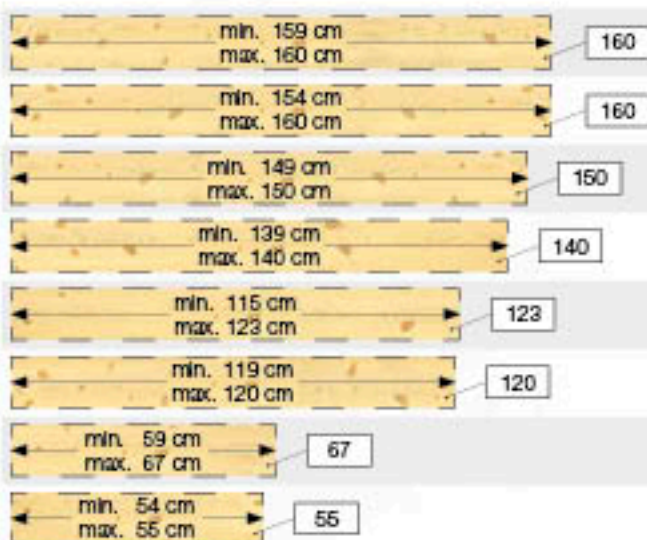 min. 159 cm
max. 160 cm
160
min. 154 cm
max. 160 cm
160
min. 149 cm
max. 150 cm
150
min. 139 cm
max. 140 cm
140
min. 115 cm
max. 123 cm
123
min. 119 cm
max. 120 cm
120
min. 59 cm
max. 67 cm
67
min. 54 cm
max. 55 cm
55